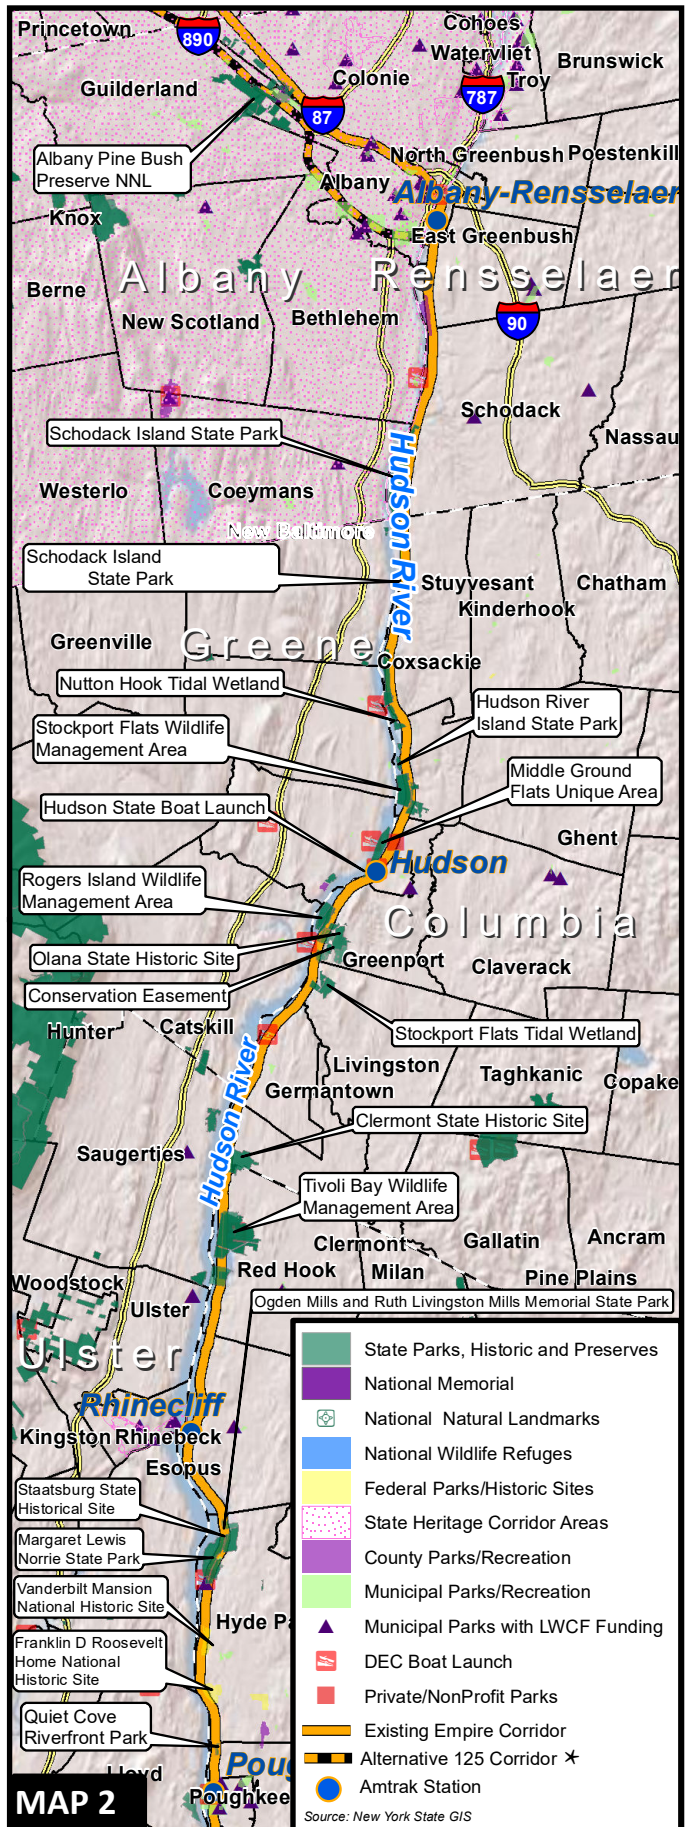 Princetown
890
Cohoes
Watervliet
Brunswick
Colonie
Troy
Guilderland
787
87
Albany Pine Bush
Preserve NNL
North Greenbush
Poestenkill
Albany
Albany-Rensselaer
Knox
East Greenbush
Albany
Rensselaer
Berne
New Scotland
Bethlehem
90
Schodack
Schodack Island State Park
Nassau
Hudson River
Westerlo
Coeymans
New Baltimore
Schodack Island
State Park
Stuyvesant
Chatham
Kinderhook
Greenville
Greene
Coxsackie
Nutton Hook Tidal Wetland
Hudson River
Island State Park
Stockport Flats Wildlife
Management Area
Middle Ground
Flats Unique Area
Hudson State Boat Launch
Ghent
Hudson
Rogers Island Wildlife
Management Area
Columbia
Olana State Historic Site
Greenport
Claverack
Conservation Easement
Hunter
Catskill
Stockport Flats Tidal Wetland
Livingston
Taghkanic
Copake
Germantown
Hudson River
Clermont State Historic Site
Saugerties
Tivoli Bay Wildlife
Management Area
Clermont
Gallatin
Ancram
Red Hook
Milan
Pine Plains
Woodstock
Ulster
Ogden Mills and Ruth Livingston Mills Memorial State Park
Ulster
Rhinecliff
Kingston
Rhinebeck
Esopus
Staatsburg State
Historical Site
Margaret Lewis
Norrie State Park
Vanderbilt Mansion
National Historic Site
Hyde Pa
Franklin D Roosevelt
Home National
Historic Site
Quiet Cove
Riverfront Park
Lloyd
Poug
Poughkee
MAP 2
State Parks, Historic and Preserves
National Memorial
National Natural Landmarks
National Wildlife Refuges
Federal Parks/Historic Sites
State Heritage Corridor Areas
County Parks/Recreation
Municipal Parks/Recreation
Municipal Parks with LWCF Funding
DEC Boat Launch
Private/NonProfit Parks
Existing Empire Corridor
Alternative 125 Corridor *
Amtrak Station
Source: New York State GIS